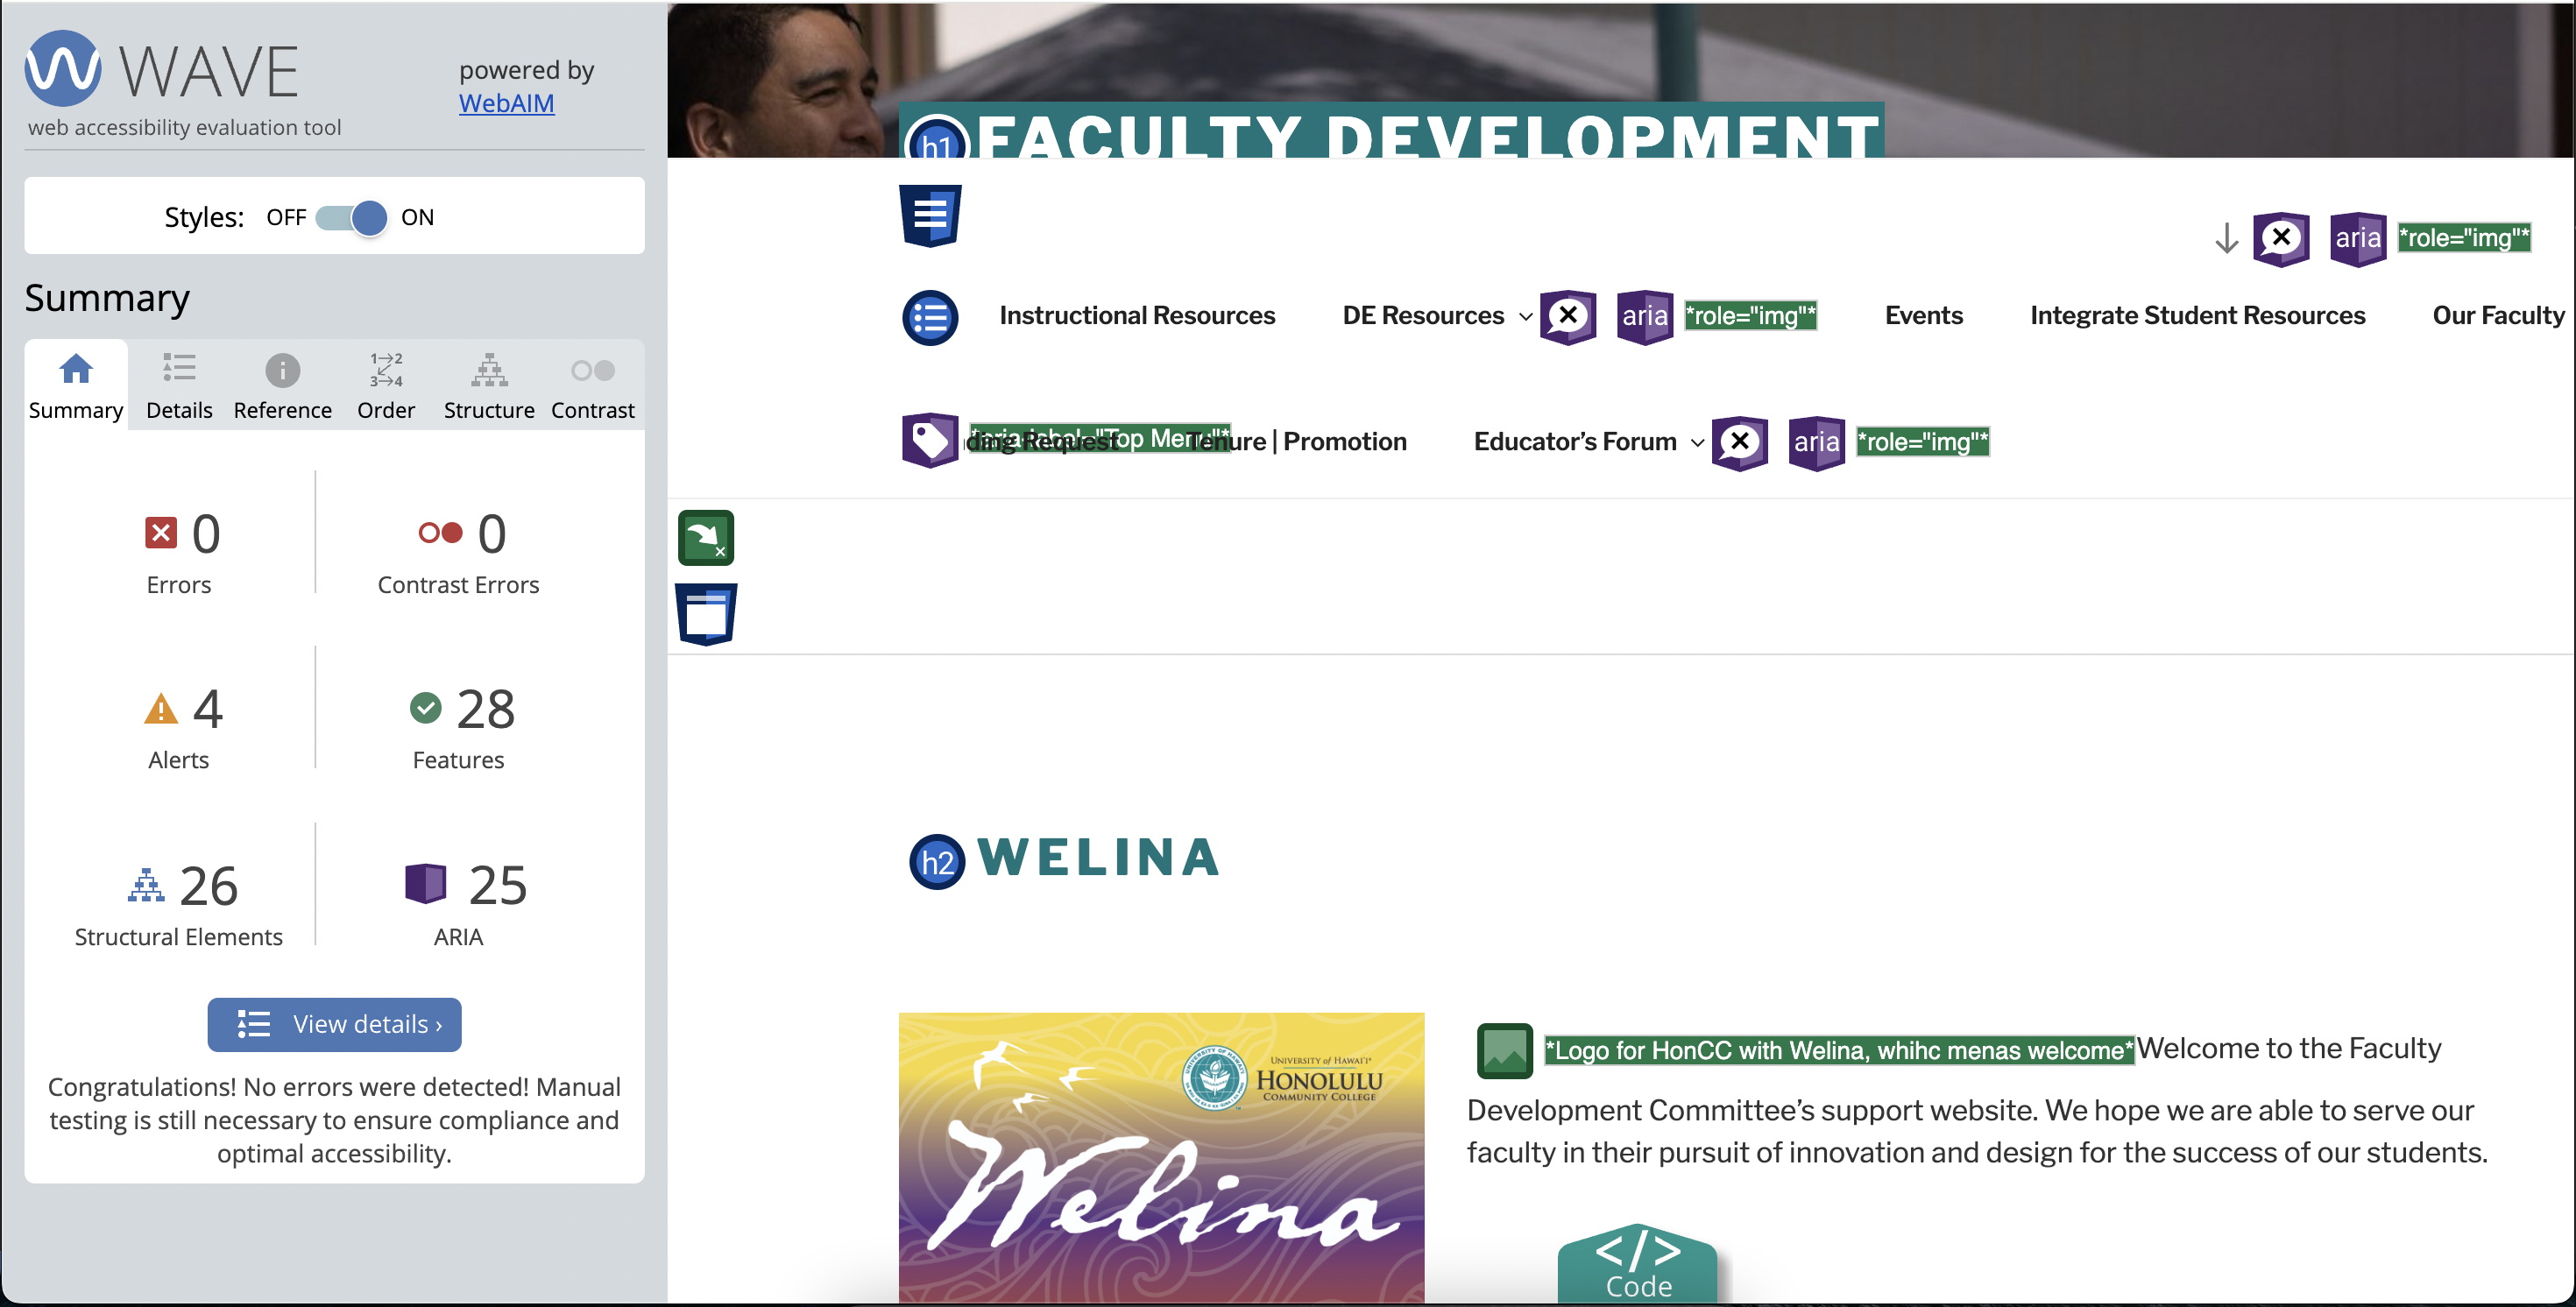 WAVE
powered by
WebAIM
web accessibility evaluation tool
Styles: OFF ON
Summary
Summary Details Reference Order Structure Contrast
0 Errors
0 Contrast Errors
4 Alerts
28 Features
26 Structural Elements
25 ARIA
View details ›
Congratulations! No errors were detected! Manual
testing is still necessary to ensure compliance and
optimal accessibility.
h1 FACULTY DEVELOPMENT
aria *role="img"*
Instructional Resources DE Resources aria *role="img"* Events Integrate Student Resources Our Faculty
*aria-label="Top Menu"*
ding Request Tenure | Promotion Educator’s Forum aria *role="img"*
h2 WELINA
UNIVERSITY of HAWAI‘I®
HONOLULU
COMMUNITY COLLEGE
Welina
*Logo for HonCC with Welina, whihc menas welcome* Welcome to the Faculty
Development Committee’s support website. We hope we are able to serve our
faculty in their pursuit of innovation and design for the success of our students.
</>
Code